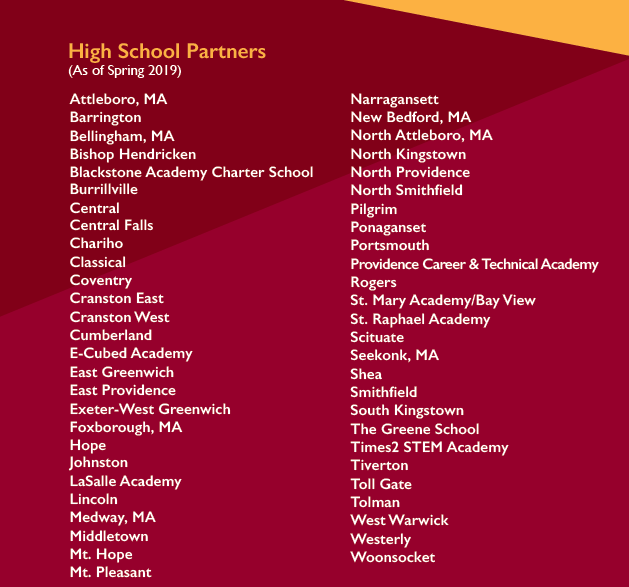 High School Partners
(As of Spring 2019)
Attleboro, MA
Barrington
Bellingham, MA
Bishop Hendricken
Blackstone Academy Charter School
Burrillville
Central
Central Falls
Chariho
Classical
Coventry
Cranston East
Cranston West
Cumberland
E-Cubed Academy
East Greenwich
East Providence
Exeter-West Greenwich
Foxborough, MA
Hope
Johnston
LaSalle Academy
Lincoln
Medway, MA
Middletown
Mt. Hope
Mt. Pleasant
Narragansett
New Bedford, MA
North Attleboro, MA
North Kingstown
North Providence
North Smithfield
Pilgrim
Ponaganset
Portsmouth
Providence Career & Technical Academy
Rogers
St. Mary Academy/Bay View
St. Raphael Academy
Scituate
Seekonk, MA
Shea
Smithfield
South Kingstown
The Greene School
Times2 STEM Academy
Tiverton
Toll Gate
Tolman
West Warwick
Westerly
Woonsocket